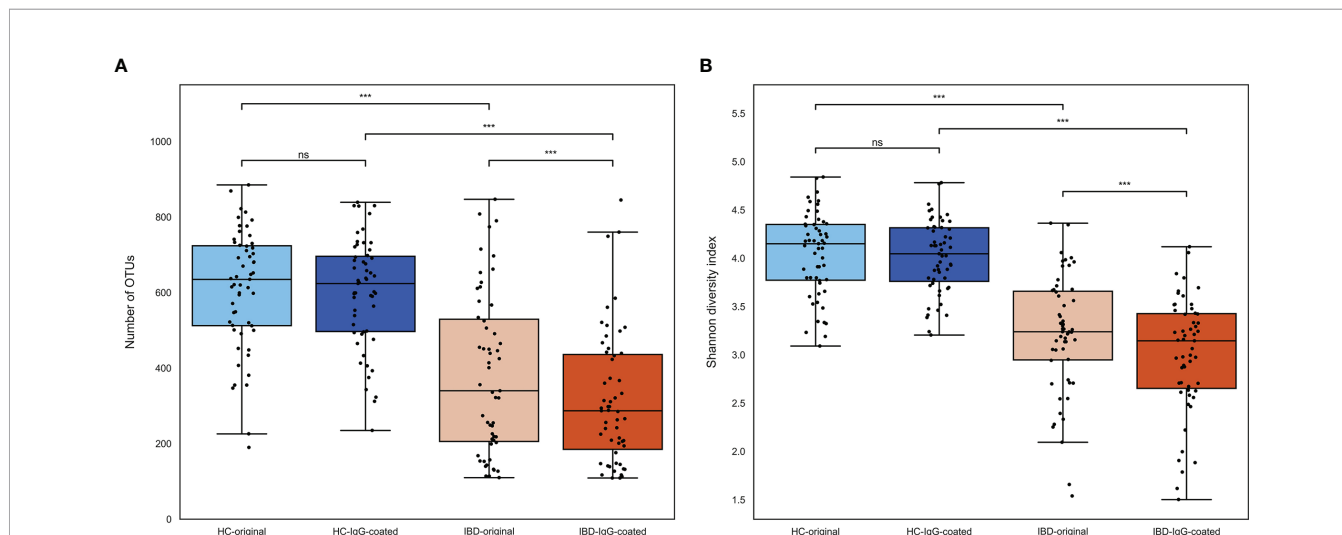 A
B
***
***
ns
***
Number of OTUs
1000
800
600
400
200
0
HC-original
HC-IgG-coated
IBD-original
IBD-IgG-coated
***
***
ns
***
Shannon diversity index
5.5
5.0
4.5
4.0
3.5
3.0
2.5
2.0
1.5
HC-original
HC-IgG-coated
IBD-original
IBD-IgG-coated